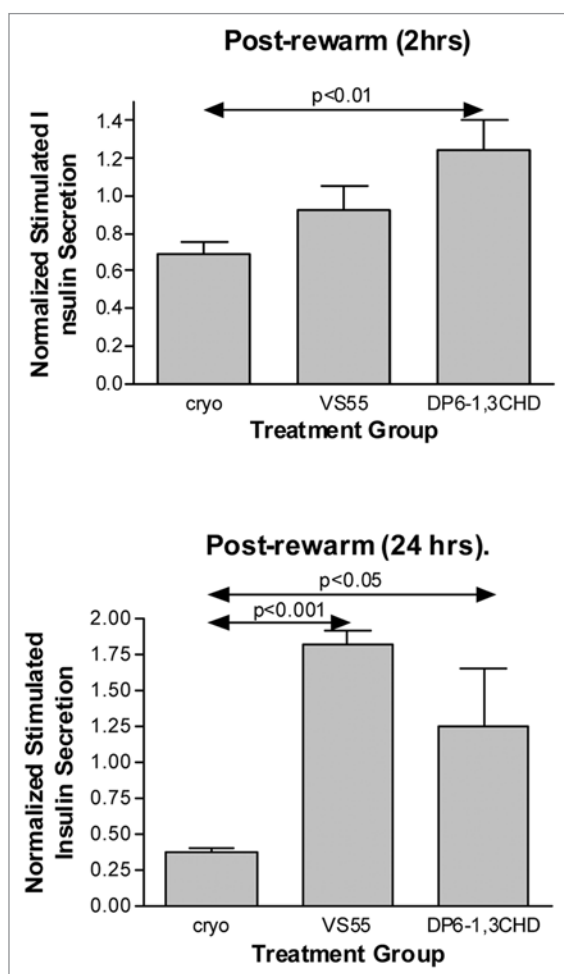 Post-rewarm (2hrs)
p<0.01
Normalized Stimulated I
nsulin Secretion
1.4
1.2
1.0
0.8
0.6
0.4
0.2
0.0
cryo VS55 DP6-1,3CHD
Treatment Group
Post-rewarm (24 hrs).
p<0.05
p<0.001
Normalized Stimulated
Insulin Secretion
2.00
1.75
1.50
1.25
1.00
0.75
0.50
0.25
0.00
cryo VS55 DP6-1,3CHD
Treatment Group